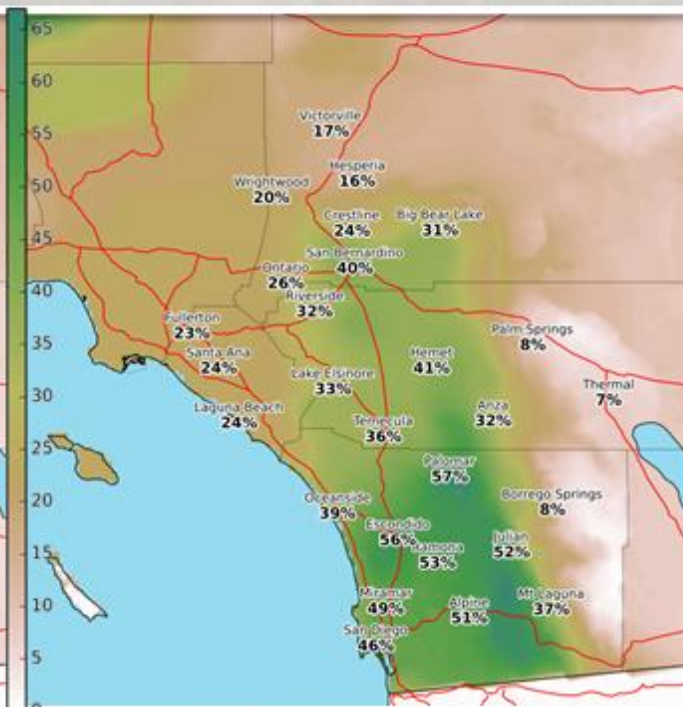 65
60
55
50
45
40
35
30
25
20
15
10
5
0
Victorville
17%
Hesperia
16%
Wrightwood
20%
Crestline
24%
Big Bear Lake
31%
San Bernardino
40%
Ontario
26%
Riverside
32%
Fullerton
23%
Palm Springs
8%
Santa Ana
24%
Hemet
41%
Lake Elsinore
33%
Thermal
7%
Laguna Beach
24%
Anza
32%
Temecula
36%
Palomar
57%
Oceanside
39%
Borrego Springs
8%
Escondido
56%
Ramona
53%
Julian
52%
Miramar
49%
Alpine
51%
Mt Laguna
37%
San Diego
46%